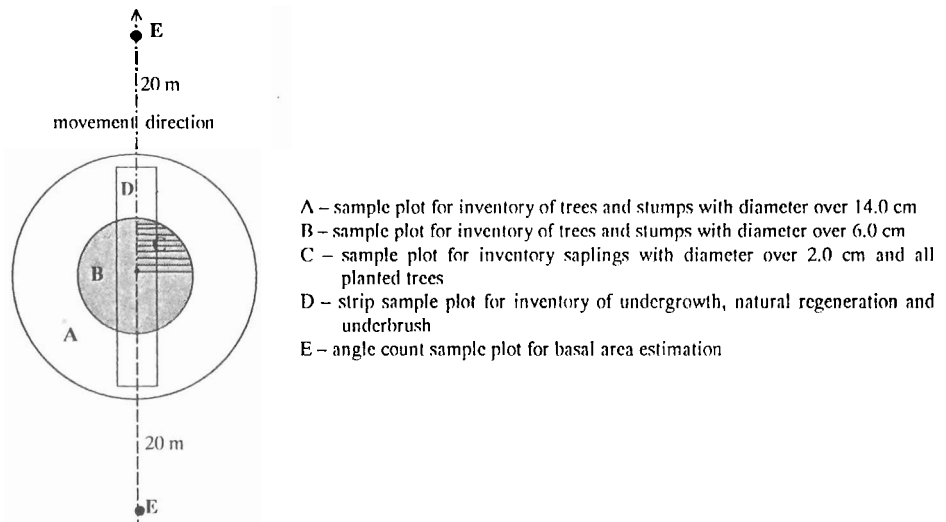 E
20 m
movement direction
D
C
B
A
20 m
E
A – sample plot for inventory of trees and stumps with diameter over 14.0 cm
B – sample plot for inventory of trees and stumps with diameter over 6.0 cm
C – sample plot for inventory saplings with diameter over 2.0 cm and all
planted trees
D – strip sample plot for inventory of undergrowth, natural regeneration and
underbrush
E – angle count sample plot for basal area estimation